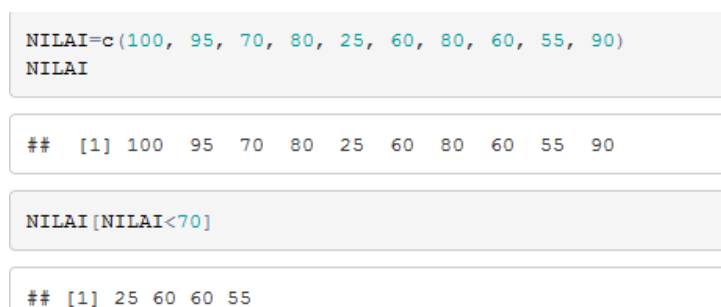 NILAI=c(100, 95, 70, 80, 25, 60, 80, 60, 55, 90)
NILAI
## [1] 100 95 70 80 25 60 80 60 55 90
NILAI[NILAI<70]
## [1] 25 60 60 55